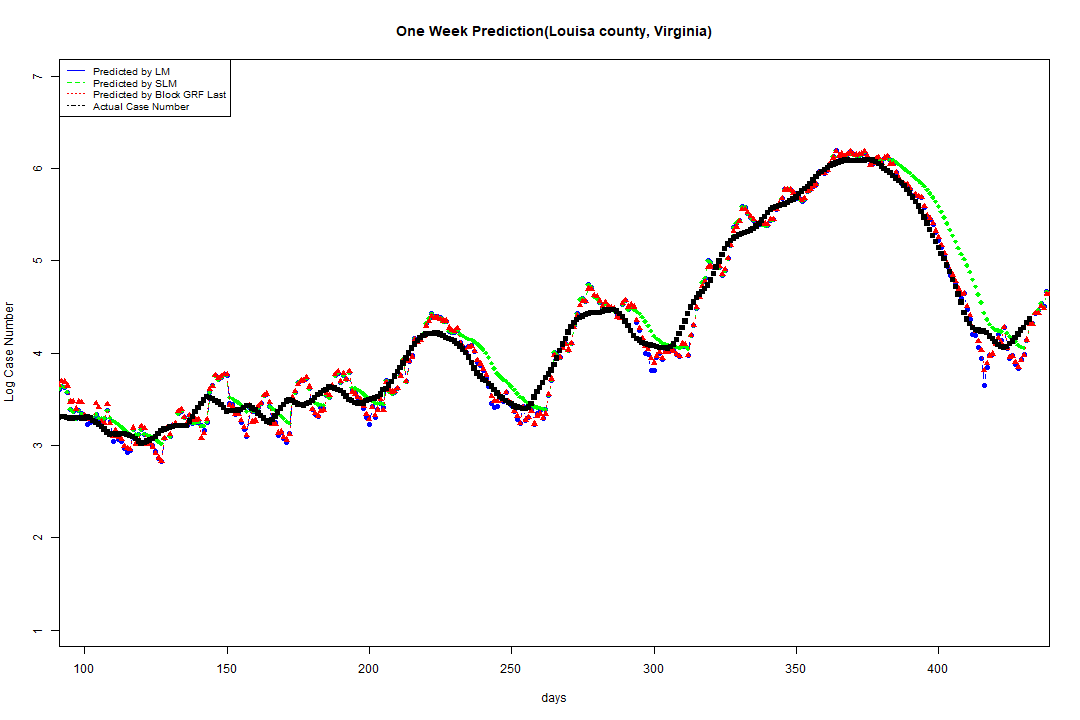 One Week Prediction(Louisa county, Virginia)
Predicted by LM
Predicted by SLM
Predicted by Block GRF Last
Actual Case Number
7
6
5
4
3
2
1
Log Case Number
100 150 200 250 300 350 400
days